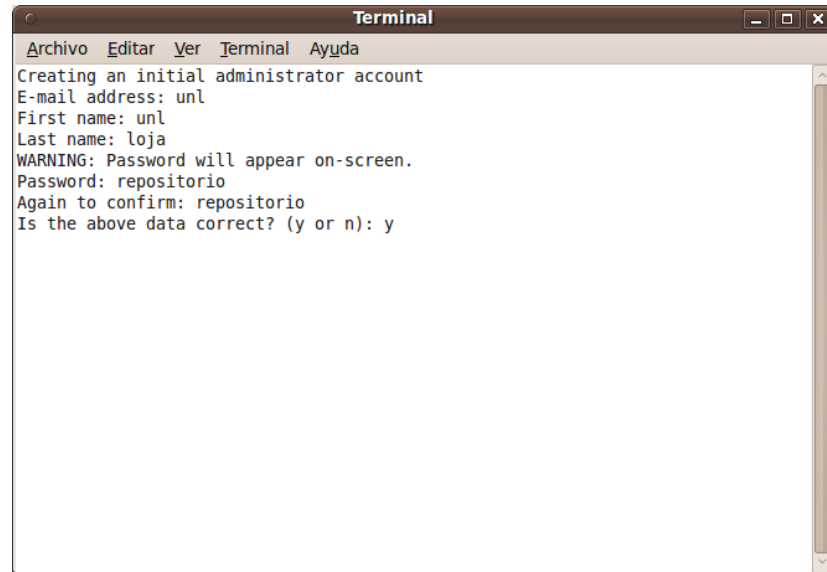 Terminal
Archivo Editar Ver Terminal Ayuda
Creating an initial administrator account
E-mail address: unl
First name: unl
Last name: loja
WARNING: Password will appear on-screen.
Password: repositorio
Again to confirm: repositorio
Is the above data correct? (y or n): y